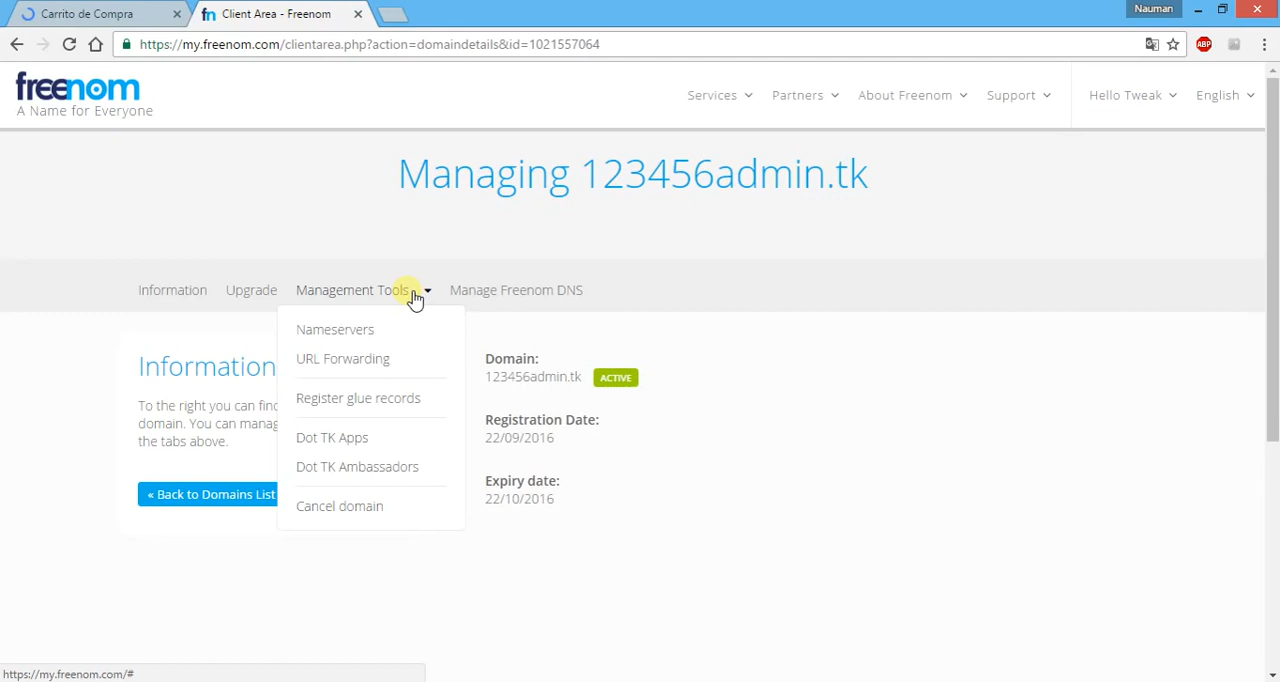 Carrito de Compra
fn Client Area - Freenom
Nauman
https://my.freenom.com/clientarea.php?action=domaindetails&id=1021557064
ABP
freenom
A Name for Everyone
Services
Partners
About Freenom
Support
Hello Tweak
English
Managing 123456admin.tk
Information
Upgrade
Management Tools
Manage Freenom DNS
Nameservers
URL Forwarding
Register glue records
Dot TK Apps
Dot TK Ambassadors
Cancel domain
Information
To the right you can find
domain. You can manag
the tabs above.
« Back to Domains List
Domain:
123456admin.tk ACTIVE
Registration Date:
22/09/2016
Expiry date:
22/10/2016
https://my.freenom.com/#